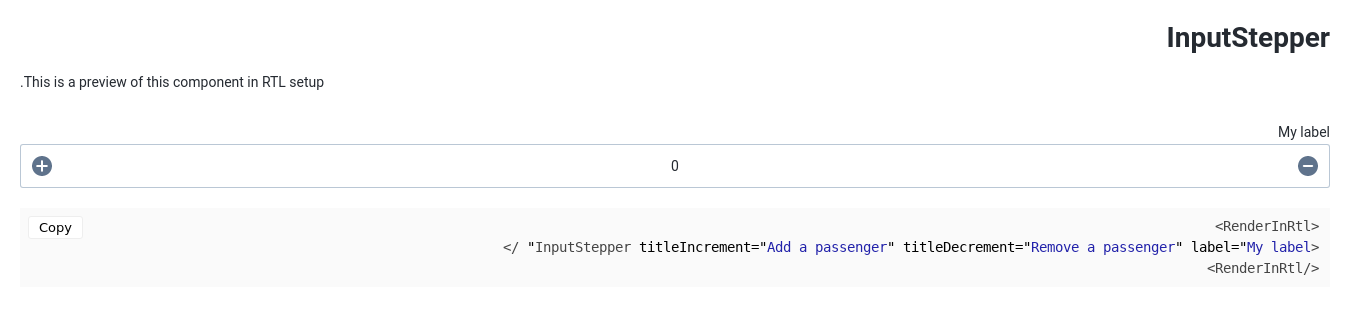 InputStepper
.This is a preview of this component in RTL setup
My label
0
Copy
<RenderInRtl>
</ "InputStepper titleIncrement="Add a passenger" titleDecrement="Remove a passenger" label="My label>
<RenderInRtl/>